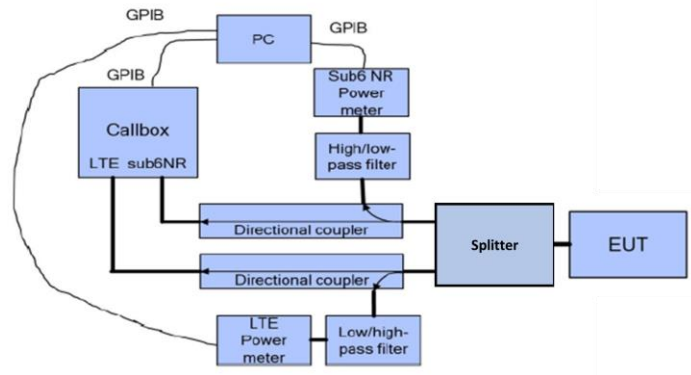 GPIB
PC
GPIB
GPIB
Sub6 NR
Power
meter
Callbox
LTE sub6NR
High/low-
pass filter
Directional coupler
Splitter
EUT
Directional coupler
LTE
Power
meter
Low/high-
pass filter